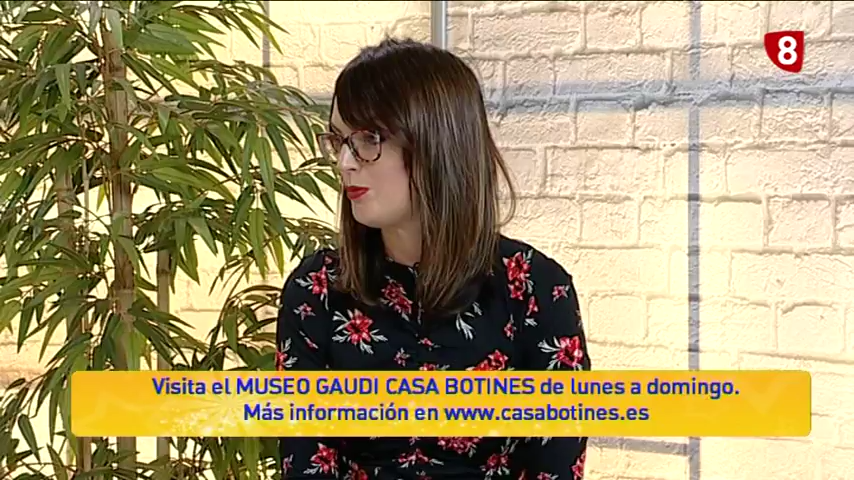 8
Visita el MUSEO GAUDI CASA BOTINES de lunes a domingo.
Más información en www.casabotines.es